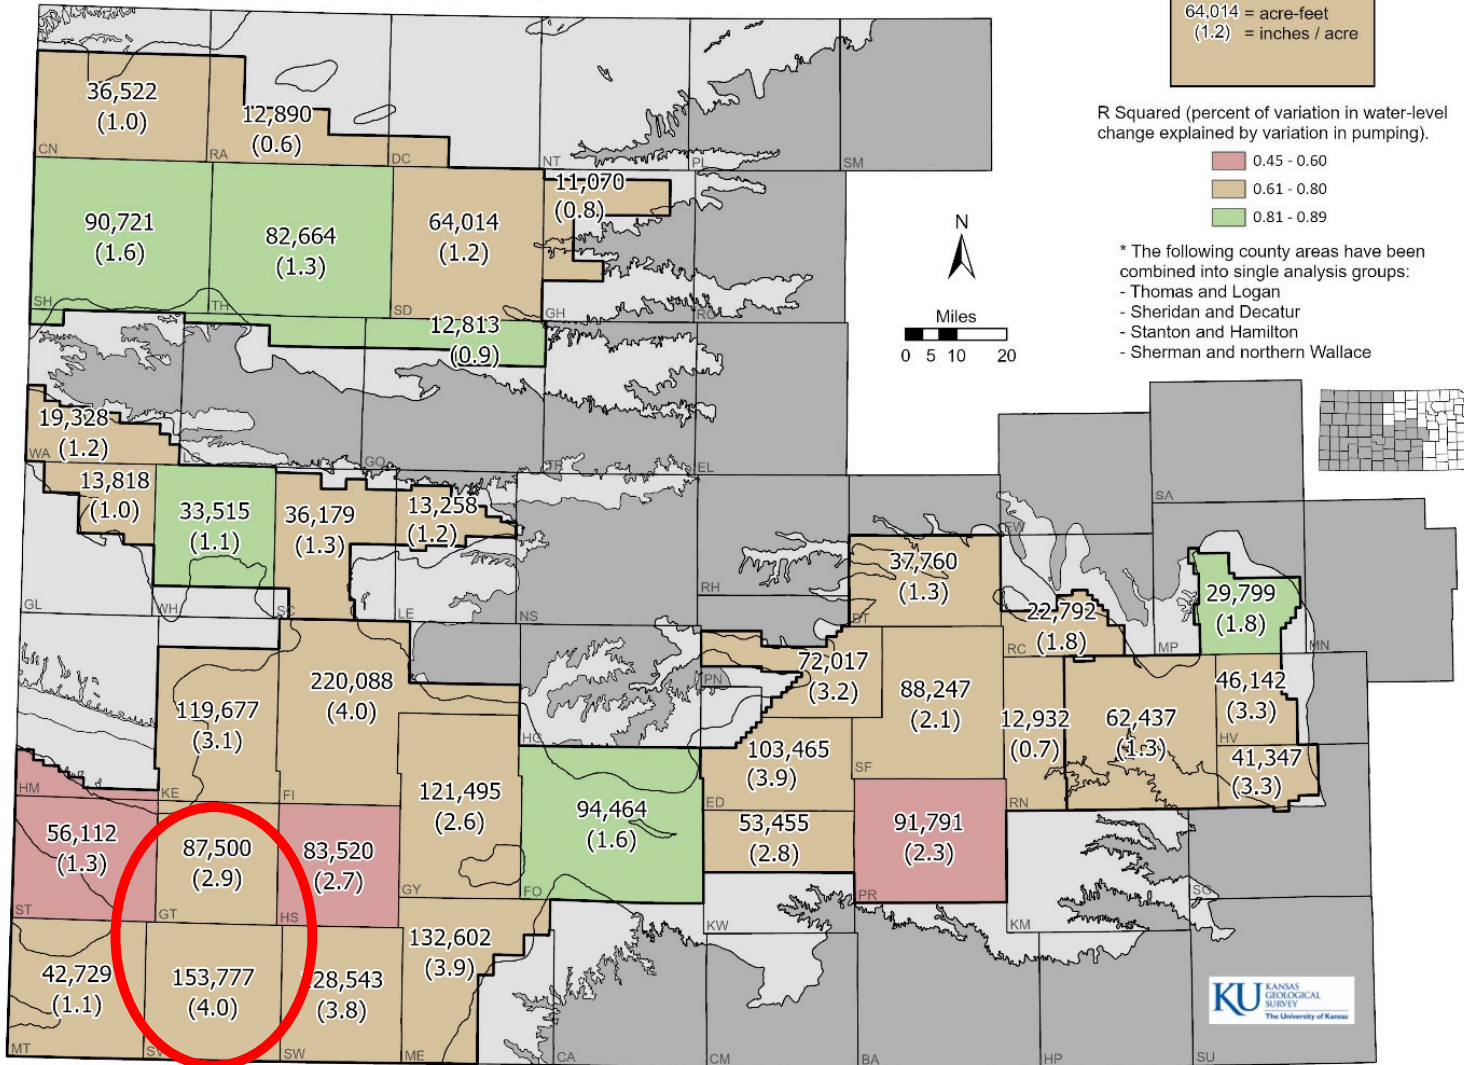 64,014 = acre-feet
(1.2) = inches / acre
R Squared (percent of variation in water-level
change explained by variation in pumping).
0.45 - 0.60
0.61 - 0.80
0.81 - 0.89
* The following county areas have been
combined into single analysis groups:
- Thomas and Logan
- Sheridan and Decatur
- Stanton and Hamilton
- Sherman and northern Wallace
N
Miles
0 5 10 20
36,522
(1.0)
CN
12,890
(0.6)
RA
DC
NT
PL
SM
90,721
(1.6)
SH
82,664
(1.3)
TH
64,014
(1.2)
SD
11,070
(0.8)
GH
RO
12,813
(0.9)
19,328
(1.2)
WA
LG
GO
TR
EL
13,818
(1.0)
33,515
(1.1)
36,179
(1.3)
13,258
(1.2)
GL
WH
SC
LE
NS
RH
37,760
(1.3)
BT
EW
SA
22,792
(1.8)
RC
MP
29,799
(1.8)
MN
119,677
(3.1)
KE
220,088
(4.0)
FI
HG
PN
72,017
(3.2)
88,247
(2.1)
SF
12,932
(0.7)
RN
62,437
(1.3)
46,142
(3.3)
HV
41,347
(3.3)
HM
121,495
(2.6)
GY
94,464
(1.6)
FO
103,465
(3.9)
ED
53,455
(2.8)
91,791
(2.3)
PR
56,112
(1.3)
ST
87,500
(2.9)
GT
83,520
(2.7)
HS
KW
KM
SG
42,729
(1.1)
MT
153,777
(4.0)
28,543
(3.8)
SW
132,602
(3.9)
ME
CA
CM
BA
HP
SU
KU KANSAS
GEOLOGICAL
SURVEY
The University of Kansas